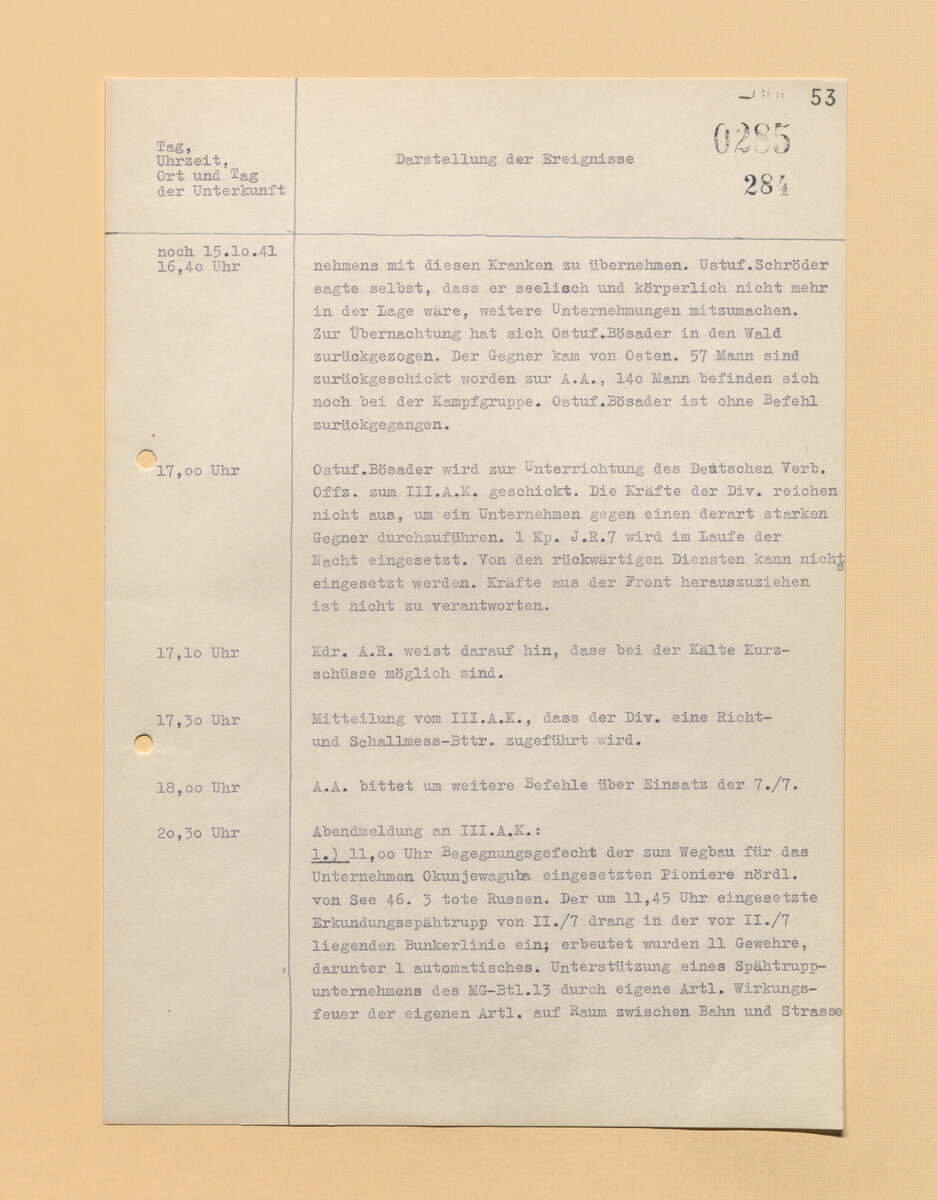 53
0285
284
Tag,
Uhrzeit,
Ort und Tag
der Unterkunft
Darstellung der Ereignisse
noch 15.1o.41
16,4o Uhr
nehmens mit diesen Kranken zu übernehmen. Ustuf.Schröder
sagte selbst, dass er seelisch und körperlich nicht mehr
in der Lage wäre, weitere Unternehmungen mitzumachen.
Zur Übernachtung hat sich Ostuf.Bösader in den Wald
zurückgezogen. Der Gegner kam von Osten. 57 Mann sind
zurückgeschickt worden zur A.A., 14o Mann befinden sich
noch bei der Kampfgruppe. Ostuf.Bösader ist ohne Befehl
zurückgegangen.
17,oo Uhr
Ostuf.Bösader wird zur Unterrichtung des Deutschen Verb.
Offz. zum III.A.K. geschickt. Die Kräfte der Div. reichen
nicht aus, um ein Unternehmen gegen einen derart starken
Gegner durchzuführen. 1 Kp. J.R.7 wird im Laufe der
Nacht eingesetzt. Von den rückwärtigen Diensten kann nichts
eingesetzt werden. Kräfte aus der Front herauszuziehen
ist nicht zu verantworten.
17,1o Uhr
Kdr. A.R. weist darauf hin, dass bei der Kälte Kurz-
schüsse möglich sind.
17,3o Uhr
Mitteilung vom III.A.K., dass der Div. eine Richt-
und Schallmess-Bttr. zugeführt wird.
18,oo Uhr
A.A. bittet um weitere Befehle über Einsatz der 7./7.
2o,3o Uhr
Abendmeldung an III.A.K.:
1.) 11,oo Uhr Begegnungsgefecht der zum Wegbau für das
Unternehmen Okunjewaguba eingesetzten Pioniere nördl.
von See 46. 3 tote Russen. Der um 11,45 Uhr eingesetzte
Erkundungsspähtrupp von II./7 drang in der vor II./7
liegenden Bunkerlinie ein; erbeutet wurden 11 Gewehre,
darunter 1 automatisches. Unterstützung eines Spähtrupp-
unternehmens des MG-Btl.13 durch eigene Artl. Wirkungs-
feuer der eigenen Artl. auf Raum zwischen Bahn und Strasse